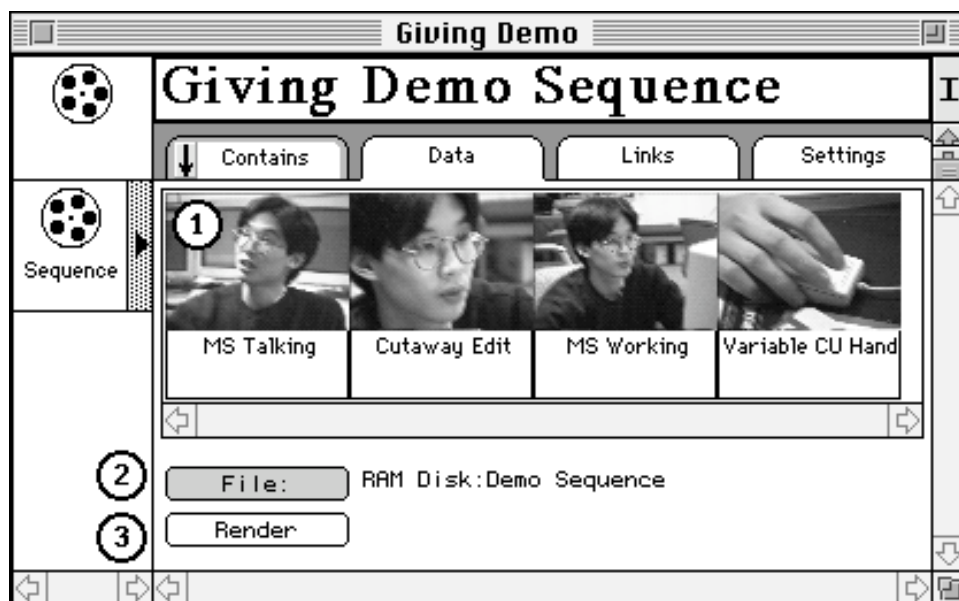 Giving Demo
Giving Demo Sequence
I
Contains Data Links Settings
Sequence
1
MS Talking Cutaway Edit MS Working Variable CU Hand
2 File: RAM Disk:Demo Sequence
3 Render